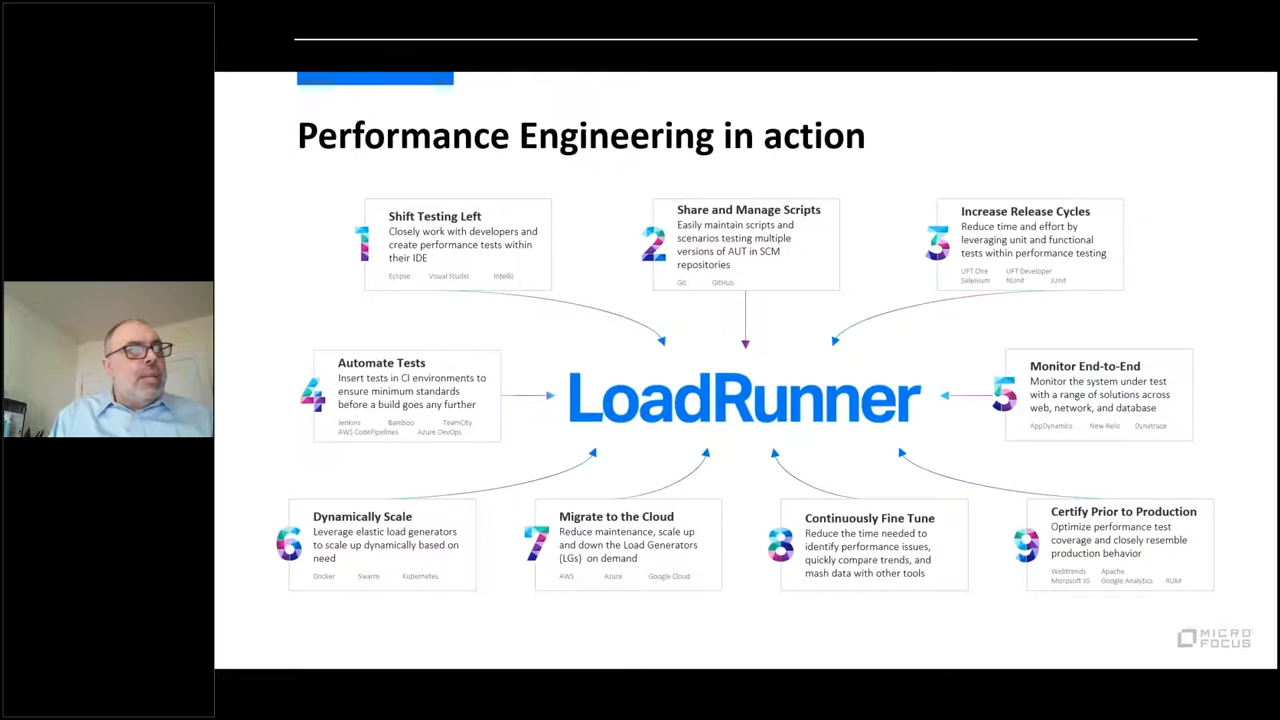 Performance Engineering in action
1
Shift Testing Left
Closely work with developers and
create performance tests within
their IDE
Eclipse Visual Studio IntelliJ
2
Share and Manage Scripts
Easily maintain scripts and
scenarios testing multiple
versions of AUT in SCM
repositories
Git GitHub
3
Increase Release Cycles
Reduce time and effort by
leveraging unit and functional
tests within performance testing
UFT One UFT Developer
Selenium NUnit JUnit
4
Automate Tests
Insert tests in CI environments to
ensure minimum standards
before a build goes any further
Jenkins Bamboo TeamCity
AWS CodePipelines Azure DevOps
LoadRunner
5
Monitor End-to-End
Monitor the system under test
with a range of solutions across
web, network, and database
AppDynamics New Relic Dynatrace
6
Dynamically Scale
Leverage elastic load generators
to scale up dynamically based on
need
Docker Swarm Kubernetes
7
Migrate to the Cloud
Reduce maintenance, scale up
and down the Load Generators
(LGs) on demand
AWS Azure Google Cloud
8
Continuously Fine Tune
Reduce the time needed to
identify performance issues,
quickly compare trends, and
mash data with other tools
9
Certify Prior to Production
Optimize performance test
coverage and closely resemble
production behavior
Webtrends Apache
Microsoft IIS Google Analytics RUM
MICRO
FOCUS